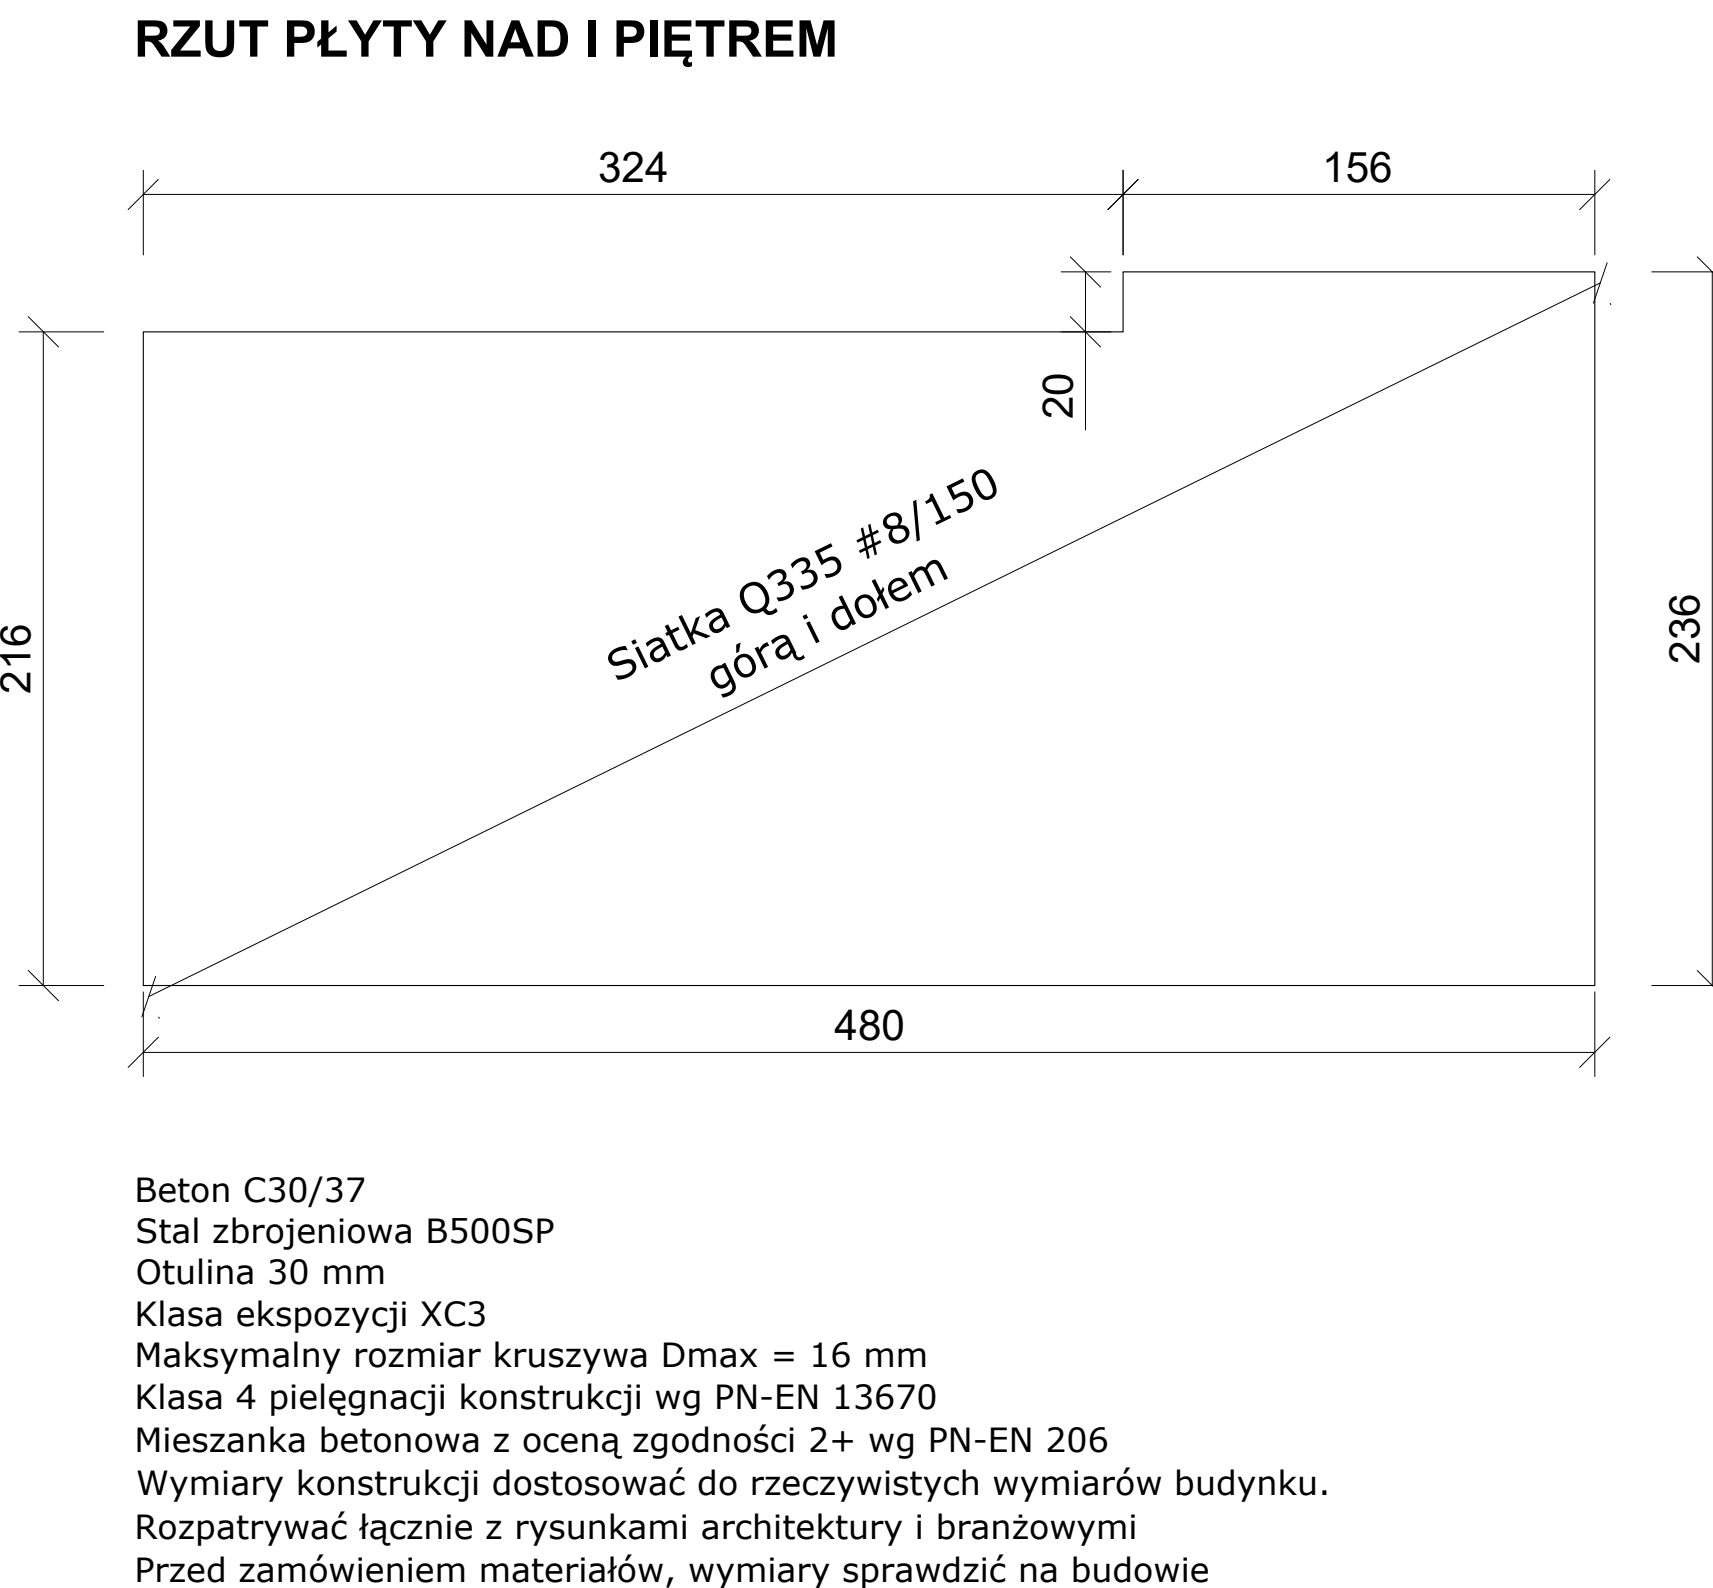 RZUT PŁYTY NAD I PIĘTREM
324
156
20
Siatka Q335 #8/150
górą i dołem
216
236
480
Beton C30/37
Stal zbrojeniowa B500SP
Otulina 30 mm
Klasa ekspozycji XC3
Maksymalny rozmiar kruszywa Dmax = 16 mm
Klasa 4 pielęgnacji konstrukcji wg PN-EN 13670
Mieszanka betonowa z oceną zgodności 2+ wg PN-EN 206
Wymiary konstrukcji dostosować do rzeczywistych wymiarów budynku.
Rozpatrywać łącznie z rysunkami architektury i branżowymi
Przed zamówieniem materiałów, wymiary sprawdzić na budowie